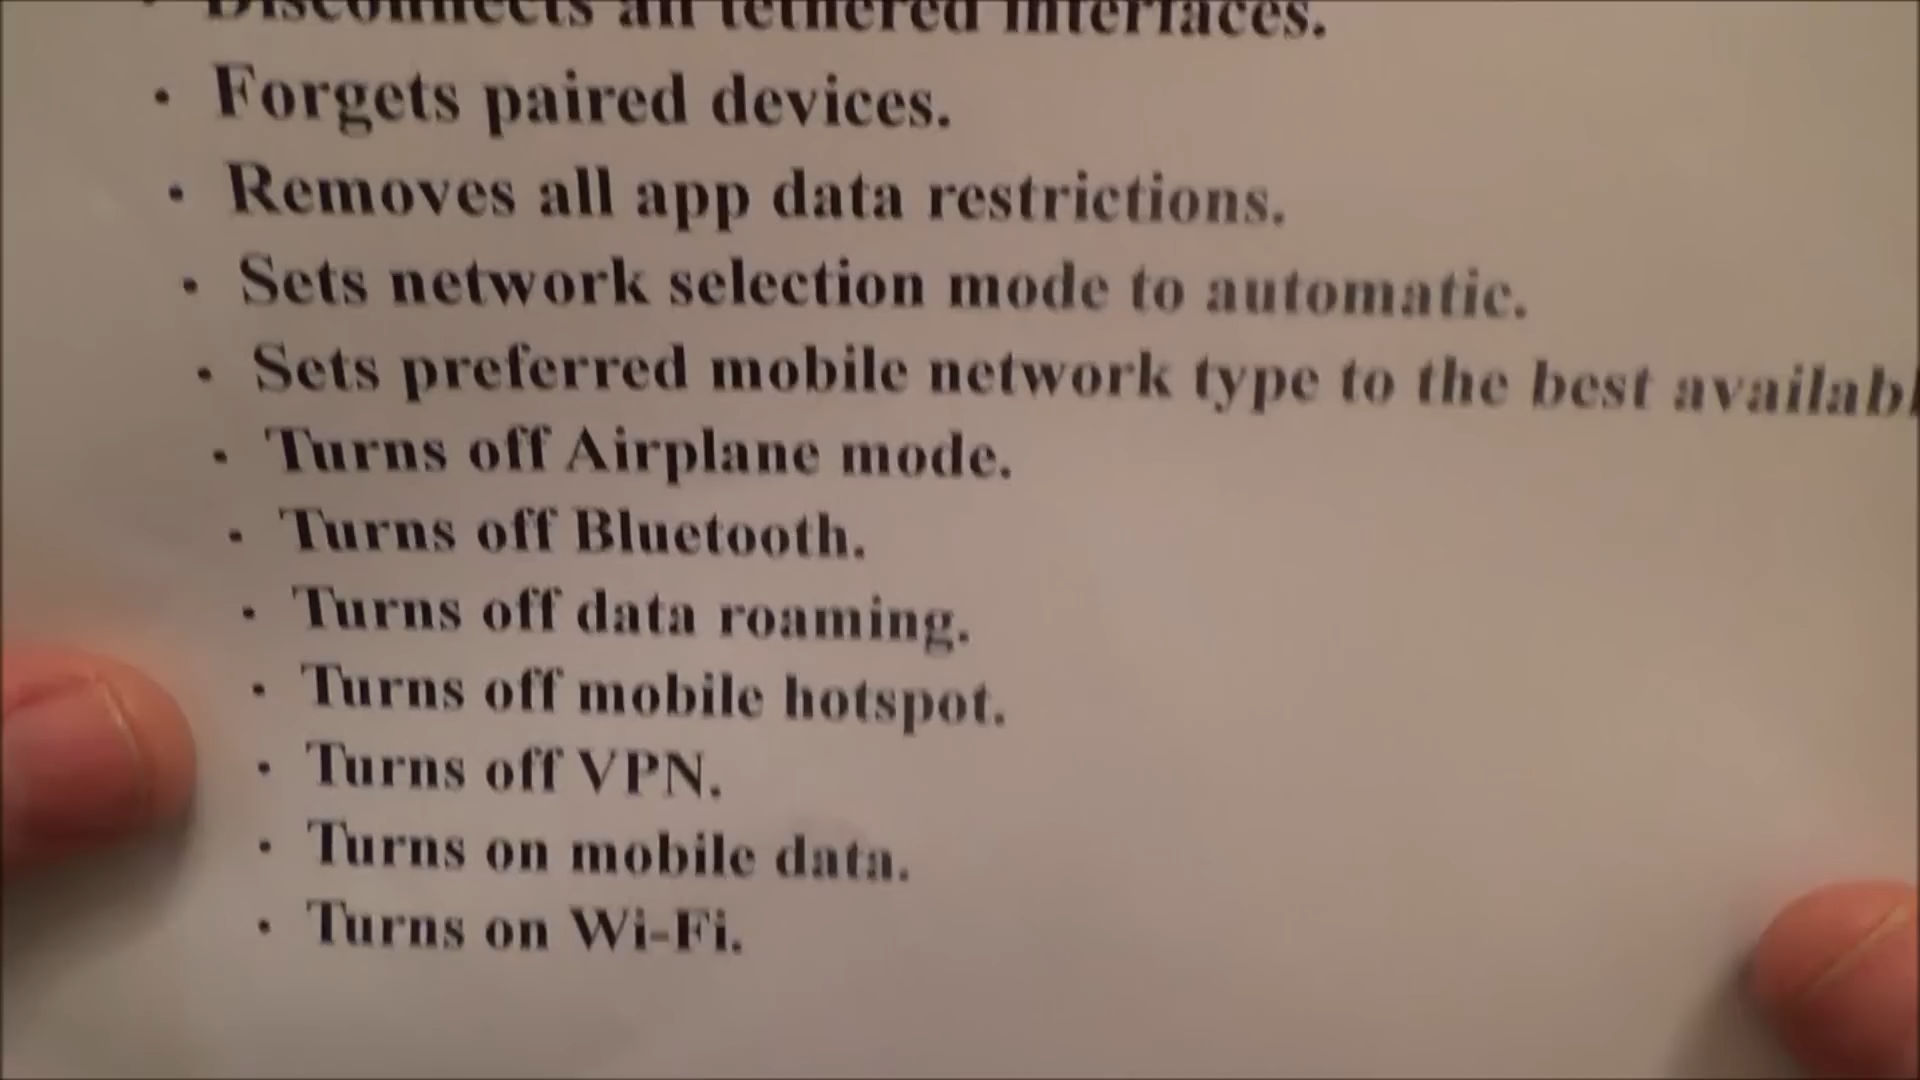 Disconnects all tethered interfaces.
• Forgets paired devices.
• Removes all app data restrictions.
• Sets network selection mode to automatic.
• Sets preferred mobile network type to the best availabl
• Turns off Airplane mode.
• Turns off Bluetooth.
• Turns off data roaming.
• Turns off mobile hotspot.
• Turns off VPN.
• Turns on mobile data.
• Turns on Wi-Fi.